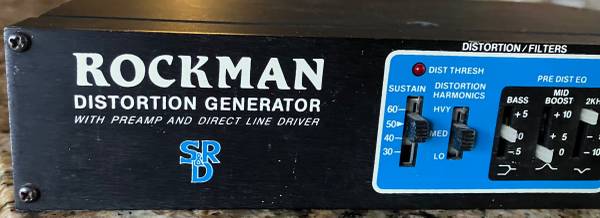 ROCKMAN
DISTORTION GENERATOR
WITH PREAMP AND DIRECT LINE DRIVER
SR&D
DISTORTION / FILTERS
DIST THRESH
SUSTAIN
DISTORTION
HARMONICS
PRE DIST EQ
BASS
MID
BOOST
2KH
60
50
40
30
HVY
MED
LO
+5
0
-5
+10
+5
0